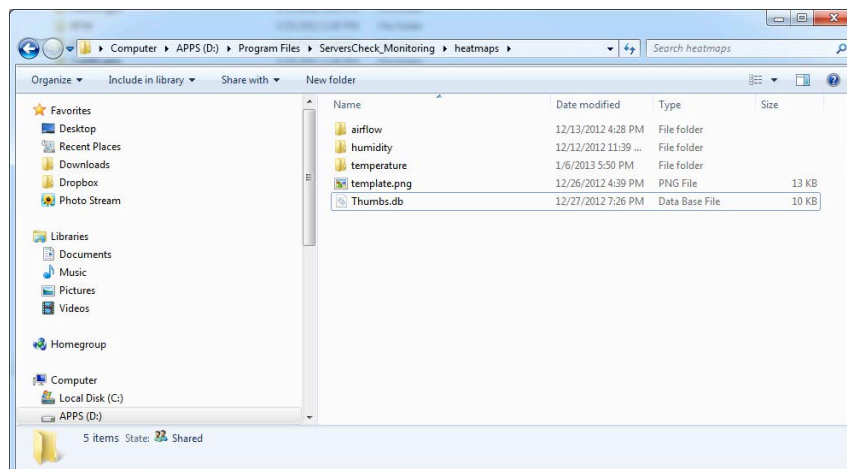 Computer ▸ APPS (D:) ▸ Program Files ▸ ServersCheck_Monitoring ▸ heatmaps ▸ Search heatmaps
Organize Include in library Share with New folder
Favorites
Desktop
Recent Places
Downloads
Dropbox
Photo Stream
Libraries
Documents
Music
Pictures
Videos
Homegroup
Computer
Local Disk (C:)
APPS (D:)
Name Date modified Type Size
airflow 12/13/2012 4:28 PM File folder
humidity 12/12/2012 11:39 ... File folder
temperature 1/6/2013 5:50 PM File folder
template.png 12/26/2012 4:39 PM PNG File 13 KB
Thumbs.db 12/27/2012 7:26 PM Data Base File 10 KB
5 items State: Shared